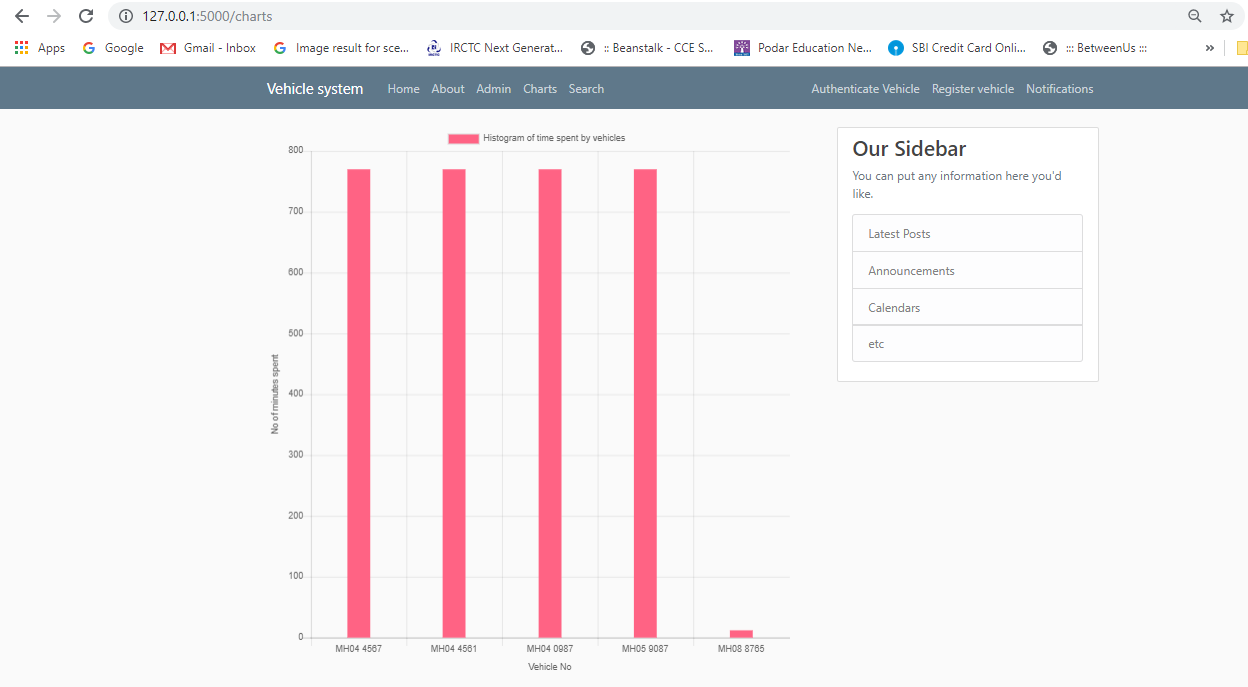 127.0.0.1:5000/charts
Apps Google Gmail - Inbox Image result for sce... IRCTC Next Generat... :: Beanstalk - CCE S... Podar Education Ne... SBI Credit Card Onli... ::: BetweenUs ::: »
Vehicle system Home About Admin Charts Search Authenticate Vehicle Register vehicle Notifications
Histogram of time spent by vehicles
800
700
600
500
400
300
200
100
0
No of minutes spent
MH04 4567 MH04 4561 MH04 0987 MH05 9087 MH08 8765
Vehicle No
Our Sidebar
You can put any information here you'd
like.
Latest Posts
Announcements
Calendars
etc